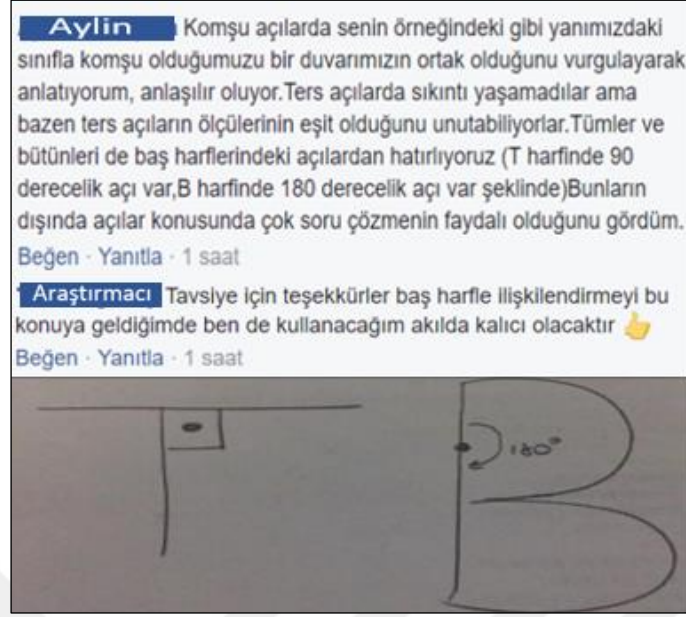 Aylin Komşu açılarda senin örneğindeki gibi yanımızdaki
sınıfla komşu olduğumuzu bir duvarımızın ortak olduğunu vurgulayarak
anlatıyorum, anlaşılır oluyor.Ters açılarda sıkıntı yaşamadılar ama
bazen ters açıların ölçülerinin eşit olduğunu unutabiliyorlar.Tümler ve
bütünleri de baş harflerindeki açılardan hatırlıyoruz (T harfinde 90
derecelik açı var,B harfinde 180 derecelik açı var şeklinde)Bunların
dışında açılar konusunda çok soru çözmenin faydalı olduğunu gördüm.
Beğen · Yanıtla · 1 saat
Araştırmacı Tavsiye için teşekkürler baş harfle ilişkilendirmeyi bu
konuya geldiğimde ben de kullanacağım akılda kalıcı olacaktır
Beğen · Yanıtla · 1 saat
T B
180°